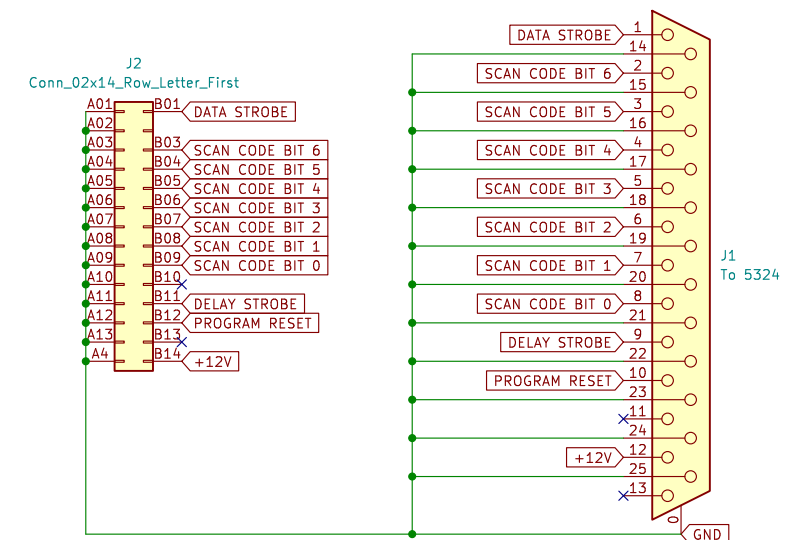 J2
Conn_02x14_Row_Letter_First
A01 B01 DATA STROBE
A02
A03 B03 SCAN CODE BIT 6
A04 B04 SCAN CODE BIT 5
A05 B05 SCAN CODE BIT 4
A06 B06 SCAN CODE BIT 3
A07 B07 SCAN CODE BIT 2
A08 B08 SCAN CODE BIT 1
A09 B09 SCAN CODE BIT 0
A10 B10
A11 B11 DELAY STROBE
A12 B12 PROGRAM RESET
A13 B13
A4 B14 +12V
DATA STROBE 1
14
SCAN CODE BIT 6 2
15
SCAN CODE BIT 5 3
16
SCAN CODE BIT 4 4
17
SCAN CODE BIT 3 5
18
SCAN CODE BIT 2 6
19
SCAN CODE BIT 1 7
20
SCAN CODE BIT 0 8
21
DELAY STROBE 9
22
PROGRAM RESET 10
23
11
24
+12V 12
25
13
0
GND
J1
To 5324